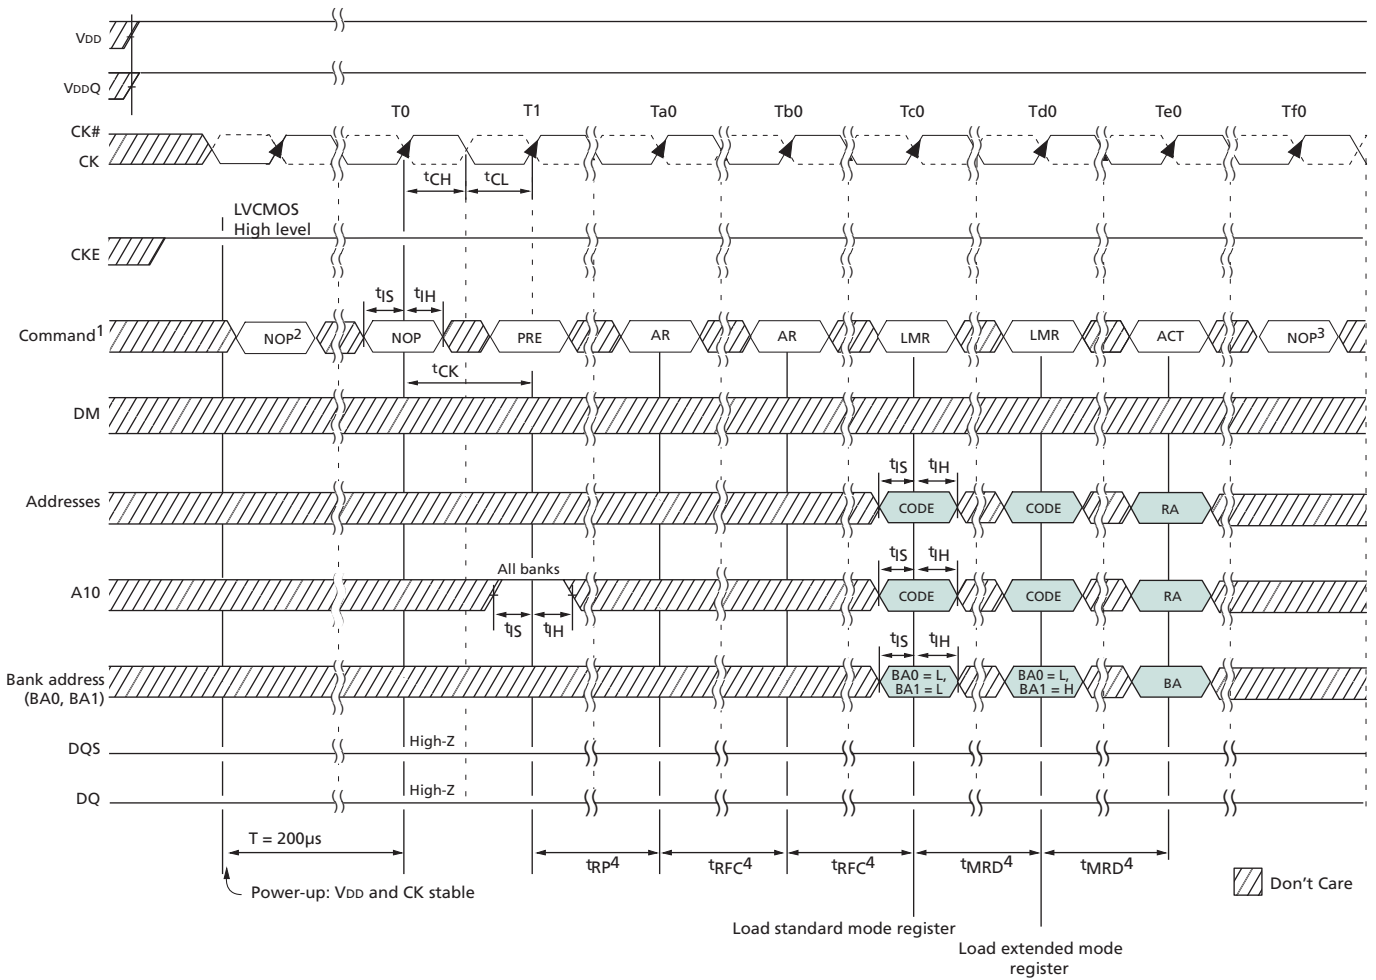 VDD
VDDQ
T0 T1 Ta0 Tb0 Tc0 Td0 Te0 Tf0
CK#
CK
tCH tCL
LVCMOS
High level
CKE
tIS tIH
Command1 NOP2 NOP PRE AR AR LMR LMR ACT NOP3
tCK
DM
tIS tIH
Addresses CODE CODE RA
All banks tIS tIH
A10 CODE CODE RA
tIS tIH tIS tIH
Bank address
(BA0, BA1)
BA0 = L,
BA1 = L
BA0 = L,
BA1 = H
BA
DQS High-Z
DQ High-Z
T = 200µs
tRP4 tRFC4 tRFC4 tMRD4 tMRD4
Power-up: VDD and CK stable
Don't Care
Load standard mode register
Load extended mode
register